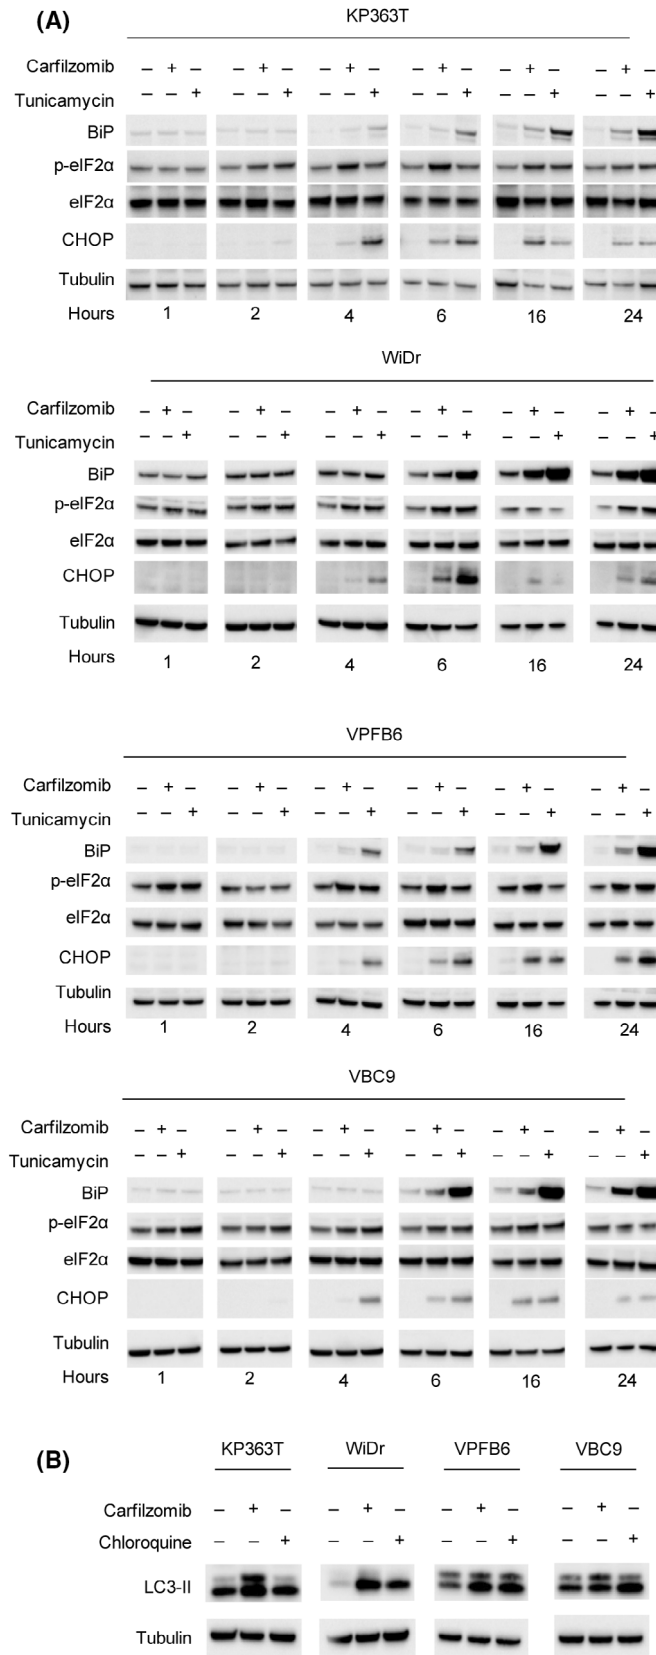 (A)
KP363T
Carfilzomib – + – – + – – + – – + – – + – – + –
Tunicamycin – – + – – + – – + – – + – – + – – +
BiP
p-eIF2α
eIF2α
CHOP
Tubulin
Hours 1 2 4 6 16 24
WiDr
Carfilzomib – + – – + – – + – – + – – + – – + –
Tunicamycin – – + – – + – – + – – + – – + – – +
BiP
p-eIF2α
eIF2α
CHOP
Tubulin
Hours 1 2 4 6 16 24
VPFB6
Carfilzomib – + – – + – – + – – + – – + – – + –
Tunicamycin – – + – – + – – + – – + – – + – – +
BiP
p-eIF2α
eIF2α
CHOP
Tubulin
Hours 1 2 4 6 16 24
VBC9
Carfilzomib – + – – + – – + – – + – – + – – + –
Tunicamycin – – + – – + – – + – – + – – + – – +
BiP
p-eIF2α
eIF2α
CHOP
Tubulin
Hours 1 2 4 6 16 24
(B)
KP363T WiDr VPFB6 VBC9
Carfilzomib – + – – + – – + – – + –
Chloroquine – – + – – + – – + – – +
LC3-II
Tubulin